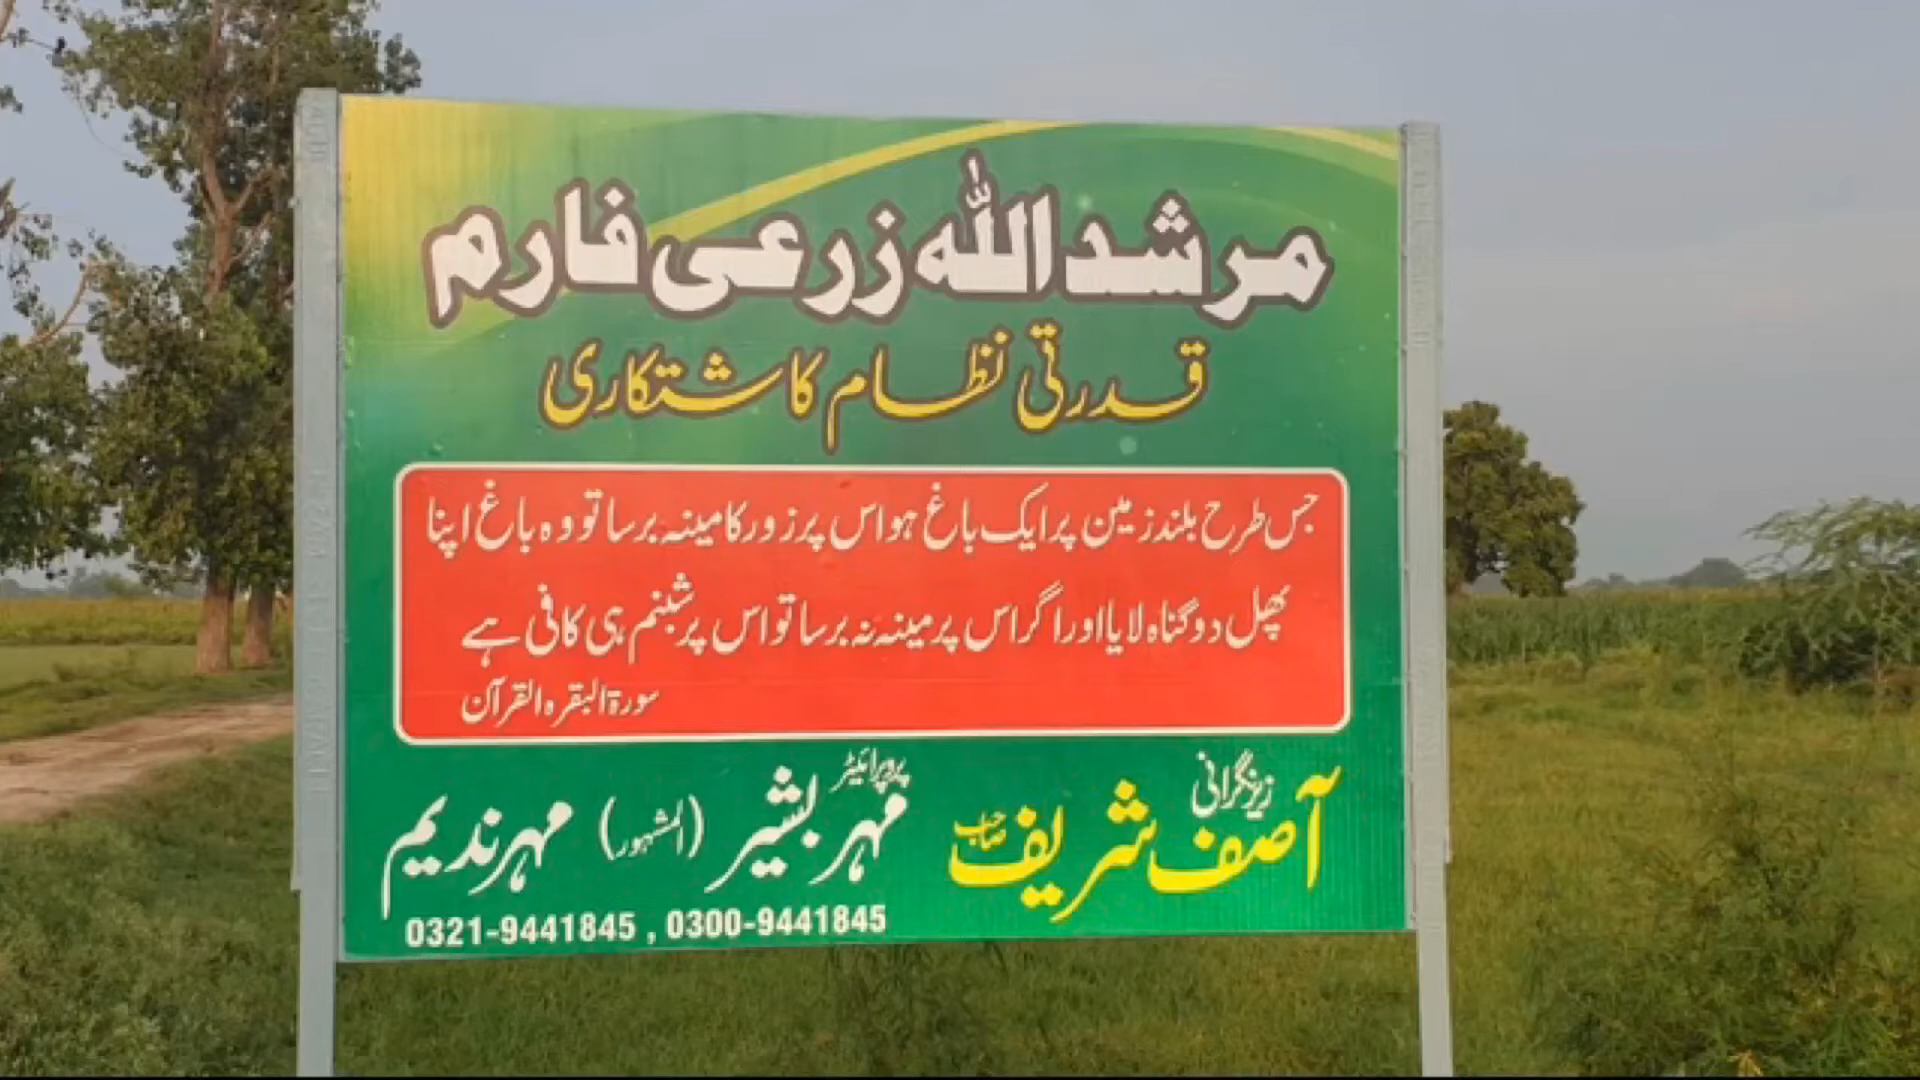 مرشد اللہ زرعی فارم
قدرتی نظام کاشتکاری
جس طرح بلند زمین پر ایک باغ ہو اس پر زور کا مینہ برسا تو وہ باغ اپنا
پھل دوگناہ لایا اور اگر اس پر مینہ نہ برسا تو اس پر شبنم ہی کافی ہے
سورۃ البقرہ القرآن
زیر نگرانی
آصف شریف صاحب
پروپرائیٹر
مہر بشیر (المشہور) مہر ندیم
0321-9441845 , 0300-9441845